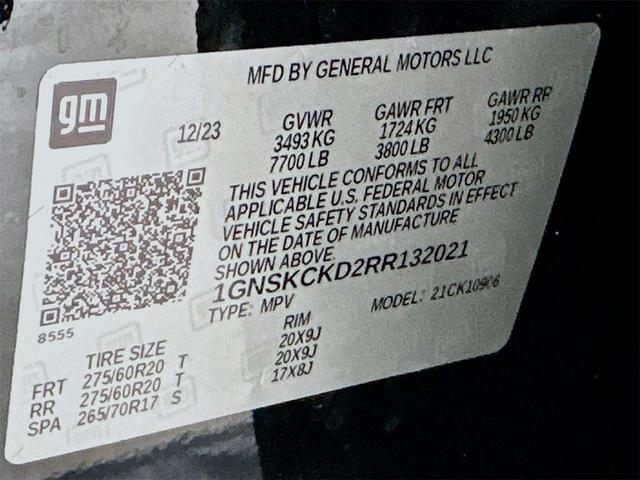 gm
MFD BY GENERAL MOTORS LLC
12/23
GVWR
3493 KG
7700 LB
GAWR FRT
1724 KG
3800 LB
GAWR RR
1950 KG
4300 LB
THIS VEHICLE CONFORMS TO ALL
APPLICABLE U.S. FEDERAL MOTOR
VEHICLE SAFETY STANDARDS IN EFFECT
ON THE DATE OF MANUFACTURE
SHOWN ABOVE.
1GNSKCKD2RR132021
TYPE: MPV
MODEL: 21CK10906
8555
TIRE SIZE
RIM
FRT 275/60R20 T 20X9J
RR 275/60R20 T 20X9J
SPA 265/70R17 S 17X8J